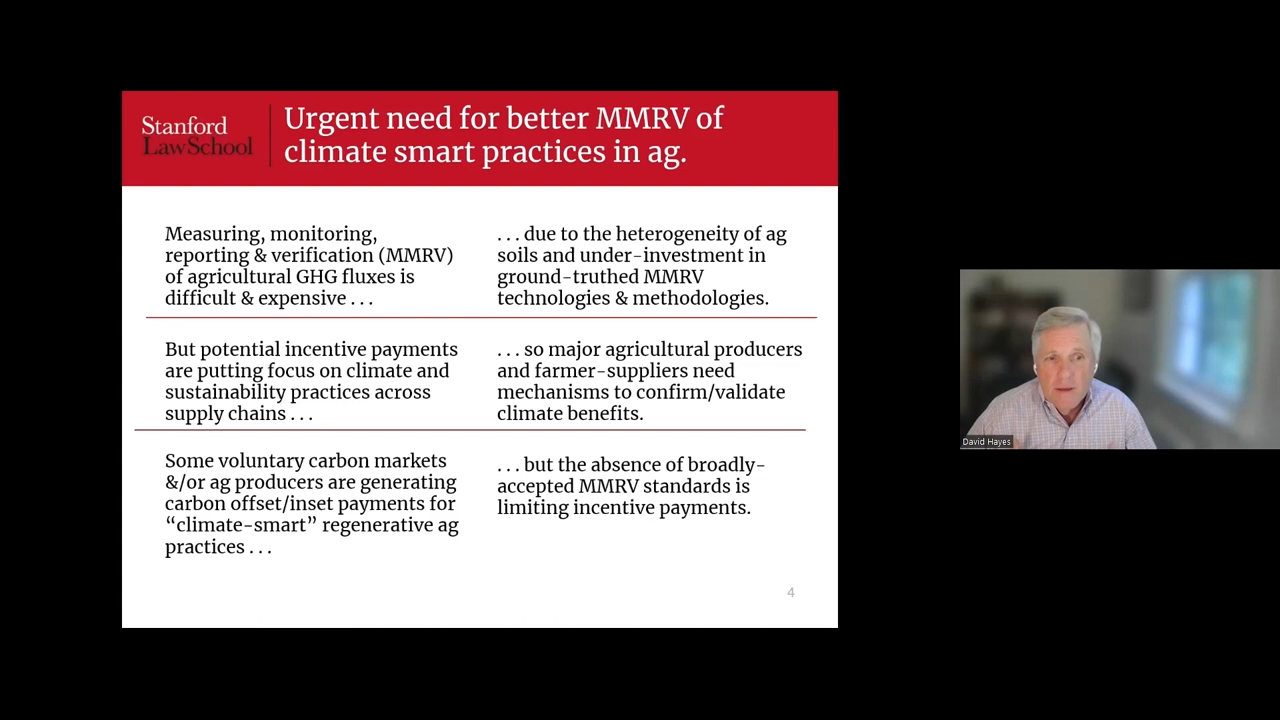 Stanford
Law School
Urgent need for better MMRV of
climate smart practices in ag.
Measuring, monitoring,
reporting & verification (MMRV)
of agricultural GHG fluxes is
difficult & expensive . . .
. . . due to the heterogeneity of ag
soils and under-investment in
ground-truthed MMRV
technologies & methodologies.
But potential incentive payments
are putting focus on climate and
sustainability practices across
supply chains . . .
. . . so major agricultural producers
and farmer-suppliers need
mechanisms to confirm/validate
climate benefits.
Some voluntary carbon markets
&/or ag producers are generating
carbon offset/inset payments for
“climate-smart” regenerative ag
practices . . .
. . . but the absence of broadly-
accepted MMRV standards is
limiting incentive payments.
4
David Hayes